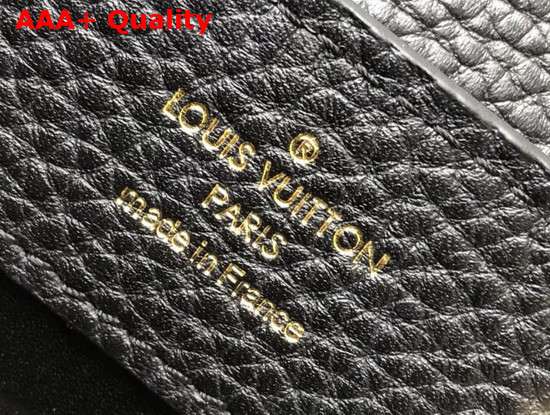 AAA+ Quality
®
LOUIS VUITTON
PARIS
made in France